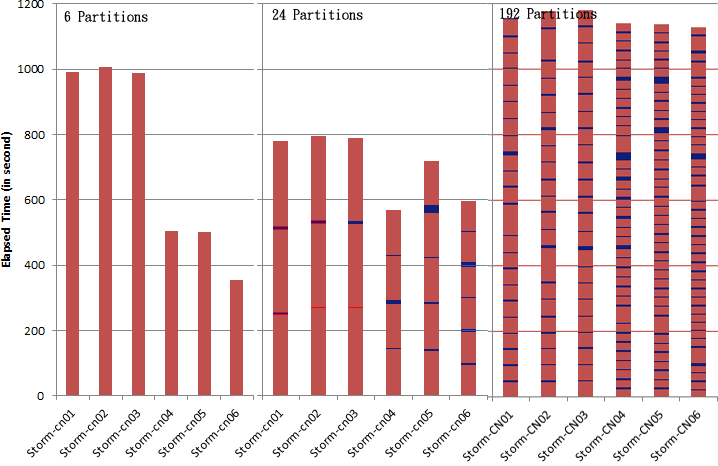 6 Partitions
24 Partitions
192 Partitions
Elapsed Time (in second)
1200
1000
800
600
400
200
0
Storm-cn01
Storm-cn02
Storm-cn03
Storm-cn04
Storm-cn05
Storm-cn06
Storm-cn01
Storm-cn02
Storm-cn03
Storm-cn04
Storm-cn05
Storm-cn06
Storm-CN01
Storm-CN02
Storm-CN03
Storm-CN04
Storm-CN05
Storm-CN06